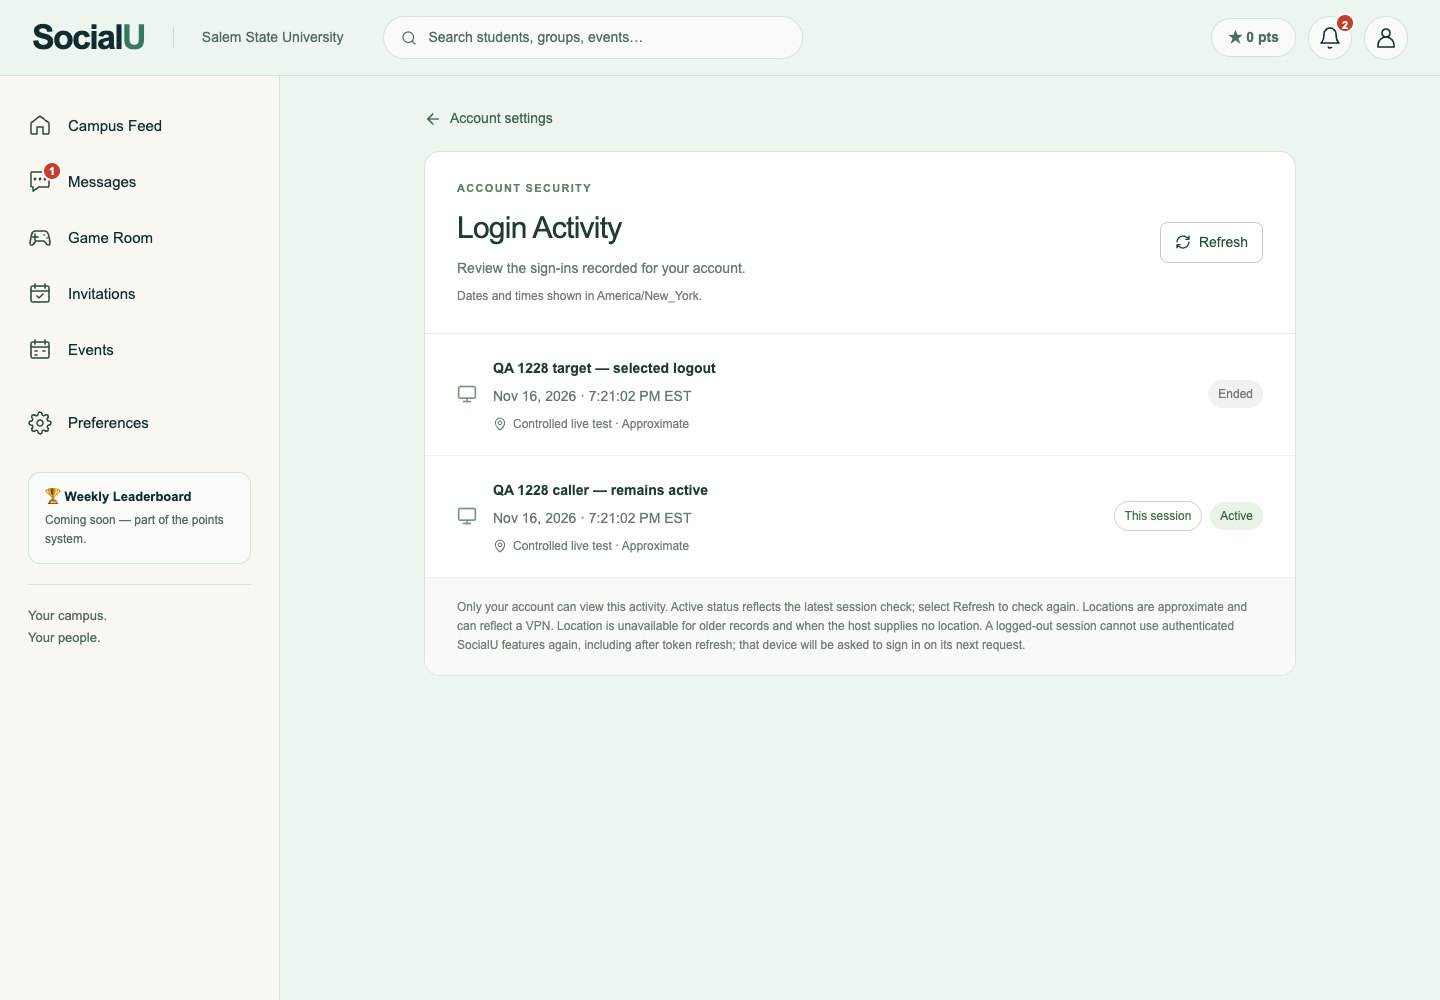 SocialU
Salem State University
Search students, groups, events…
★ 0 pts
2
Campus Feed
1
Messages
Game Room
Invitations
Events
Preferences
🏆 Weekly Leaderboard
Coming soon — part of the points
system.
Your campus.
Your people.
Account settings
ACCOUNT SECURITY
Login Activity
Review the sign-ins recorded for your account.
Dates and times shown in America/New_York.
Refresh
QA 1228 target — selected logout
Nov 16, 2026 · 7:21:02 PM EST
Controlled live test · Approximate
Ended
QA 1228 caller — remains active
Nov 16, 2026 · 7:21:02 PM EST
Controlled live test · Approximate
This session
Active
Only your account can view this activity. Active status reflects the latest session check; select Refresh to check again. Locations are approximate and
can reflect a VPN. Location is unavailable for older records and when the host supplies no location. A logged-out session cannot use authenticated
SocialU features again, including after token refresh; that device will be asked to sign in on its next request.